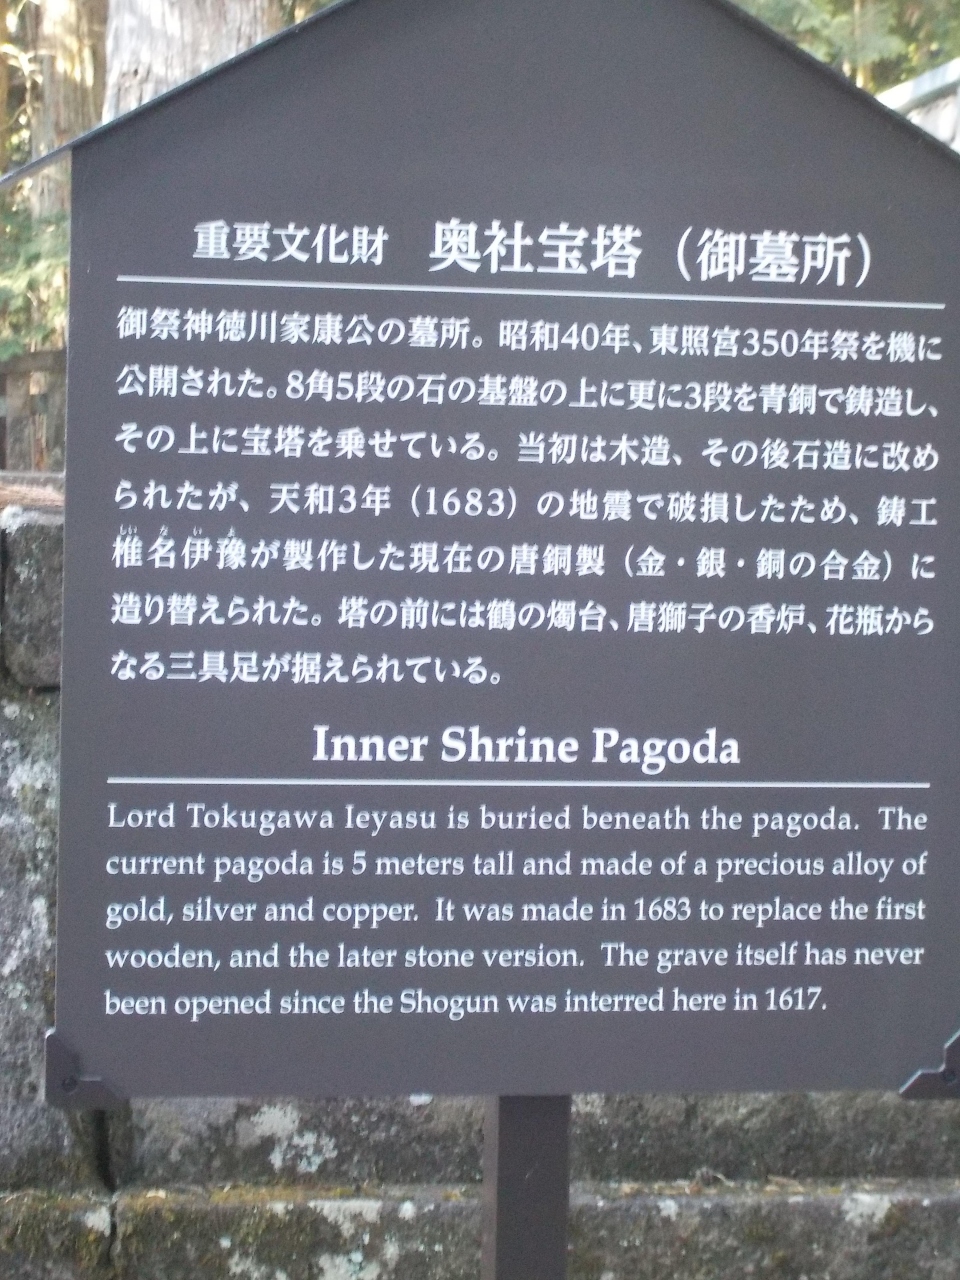 重要文化財　奥社宝塔（御墓所）
御祭神徳川家康公の墓所。昭和40年、東照宮350年祭を機に
公開された。8角5段の石の基盤の上に更に3段を青銅で鋳造し、
その上に宝塔を乗せている。当初は木造、その後石造に改め
られたが、天和3年（1683）の地震で破損したため、鋳工
しい な い よ
椎名伊豫が製作した現在の唐銅製（金・銀・銅の合金）に
造り替えられた。塔の前には鶴の燭台、唐獅子の香炉、花瓶から
なる三具足が据えられている。
Inner Shrine Pagoda
Lord Tokugawa Ieyasu is buried beneath the pagoda. The
current pagoda is 5 meters tall and made of a precious alloy of
gold, silver and copper. It was made in 1683 to replace the first
wooden, and the later stone version. The grave itself has never
been opened since the Shogun was interred here in 1617.